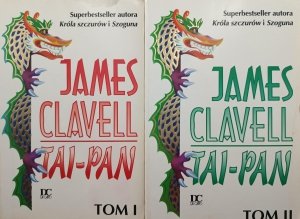 Superbestseller autora
Króla szczurów i Szoguna
JAMES
CLAVELL
TAI-PAN
TOM I
Superbestseller autora
Króla szczurów i Szoguna
JAMES
CLAVELL
TAI-PAN
TOM II